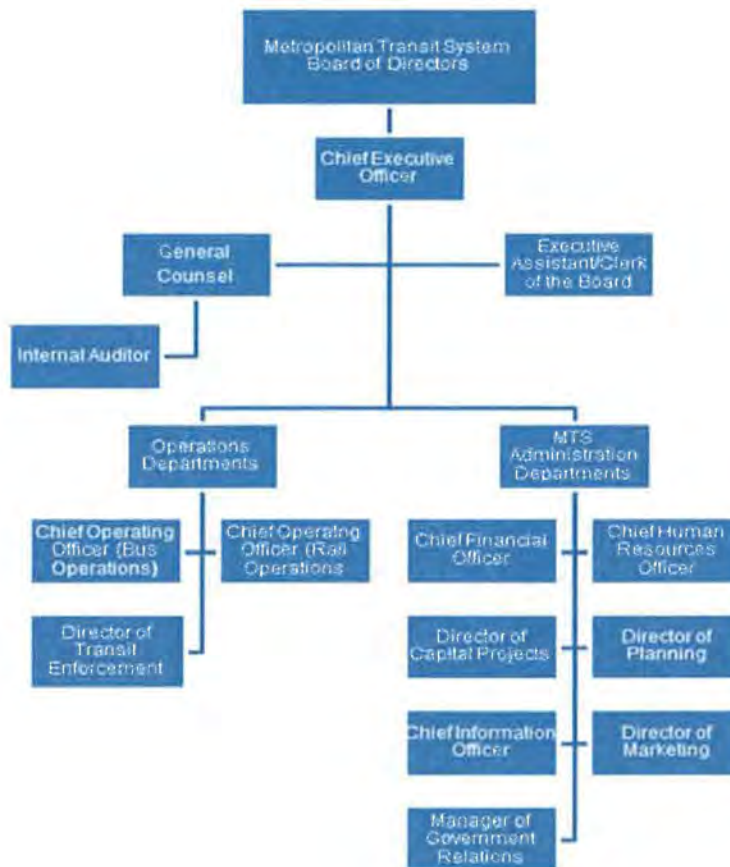 Metropolitan Transit System
Board of Directors
Chief Executive
Officer
General
Counsel
Executive
Assistant/Clerk
of the Board
Internal Auditor
Operations
Departments
MTS
Administration
Departments
Chief Operating
Officer (Bus
Operations)
Chief Operating
Officer (Rail
Operations
Chief Financial
Officer
Chief Human
Resources
Officer
Director of
Transit
Enforcement
Director of
Capital Projects
Director of
Planning
Chief Information
Officer
Director of
Marketing
Manager of
Government
Relations